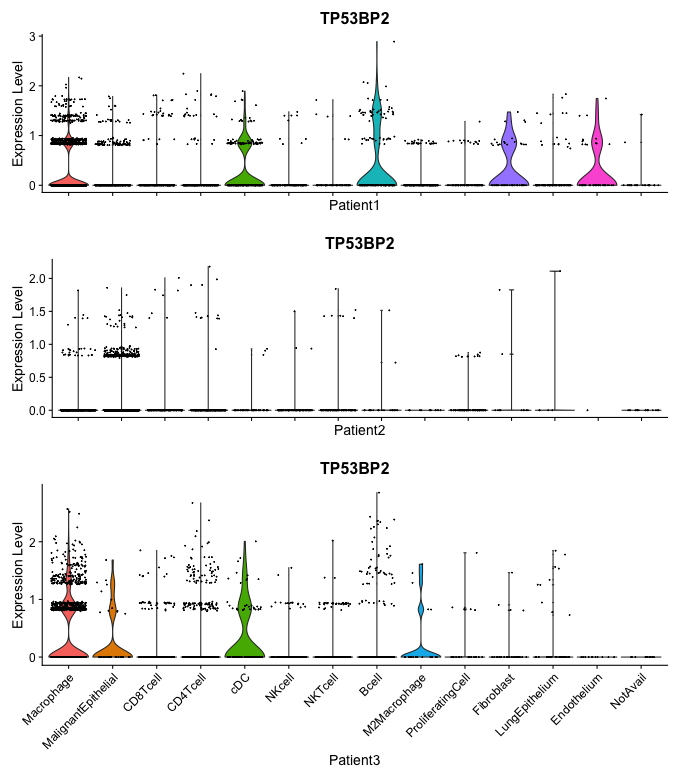 TP53BP2
Expression Level
3
2
1
0
Patient1
TP53BP2
Expression Level
2.0
1.5
1.0
0.5
0.0
Patient2
TP53BP2
Expression Level
2
1
0
Macrophage
MalignantEpithelial
CD8Tcell
CD4Tcell
cDC
NKcell
NKTcell
Bcell
M2Macrophage
ProliferatingCell
Fibroblast
LungEpithelium
Endothelium
NotAvail
Patient3